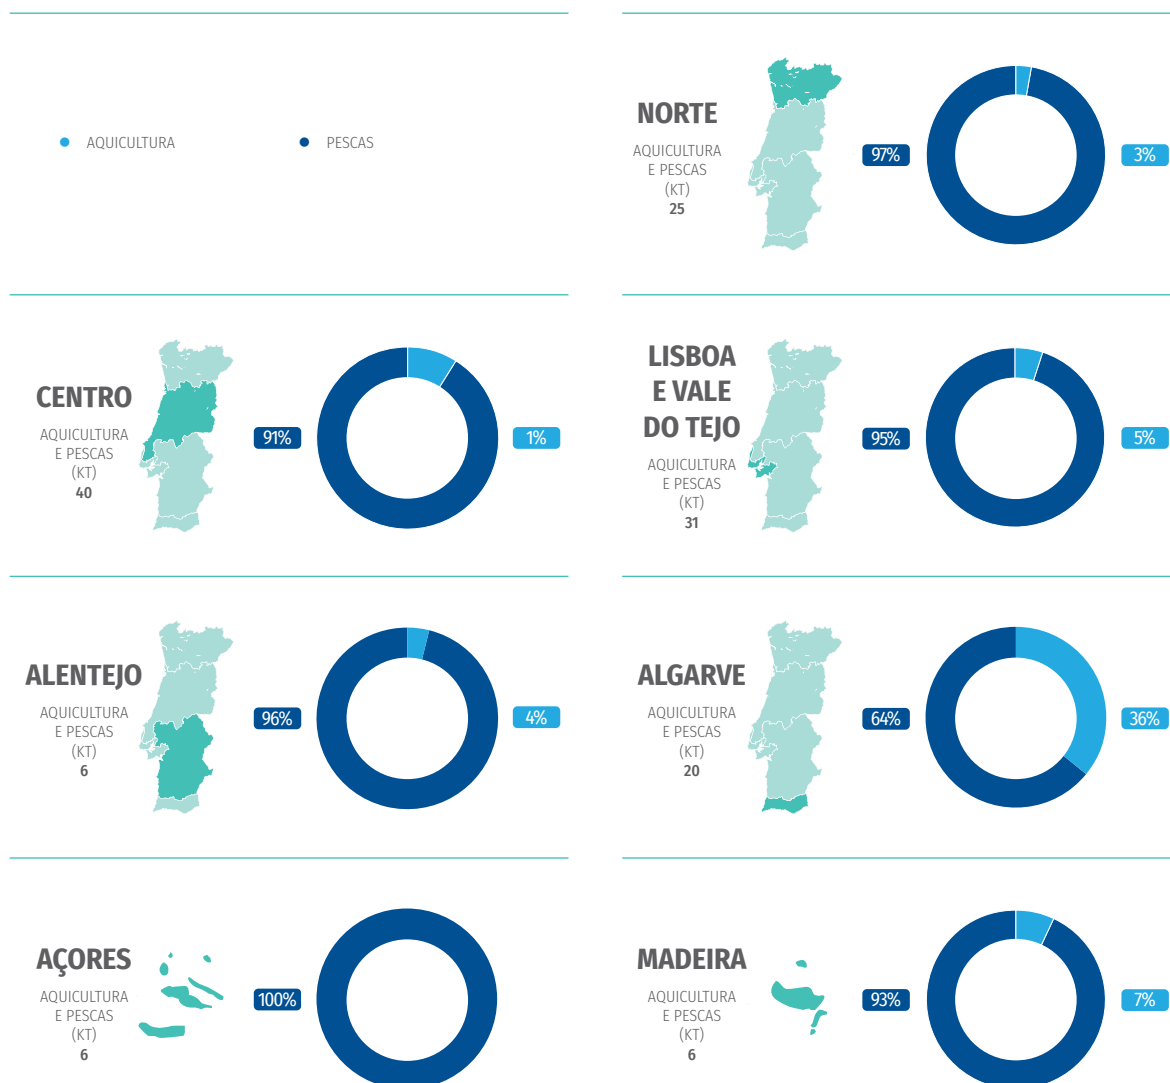 AQUICULTURA
PESCAS
NORTE
AQUICULTURA
E PESCAS
(KT)
25
97%
3%
CENTRO
AQUICULTURA
E PESCAS
(KT)
40
91%
1%
LISBOA
E VALE
DO TEJO
AQUICULTURA
E PESCAS
(KT)
31
95%
5%
ALENTEJO
AQUICULTURA
E PESCAS
(KT)
6
96%
4%
ALGARVE
AQUICULTURA
E PESCAS
(KT)
20
64%
36%
AÇORES
AQUICULTURA
E PESCAS
(KT)
6
100%
MADEIRA
AQUICULTURA
E PESCAS
(KT)
6
93%
7%